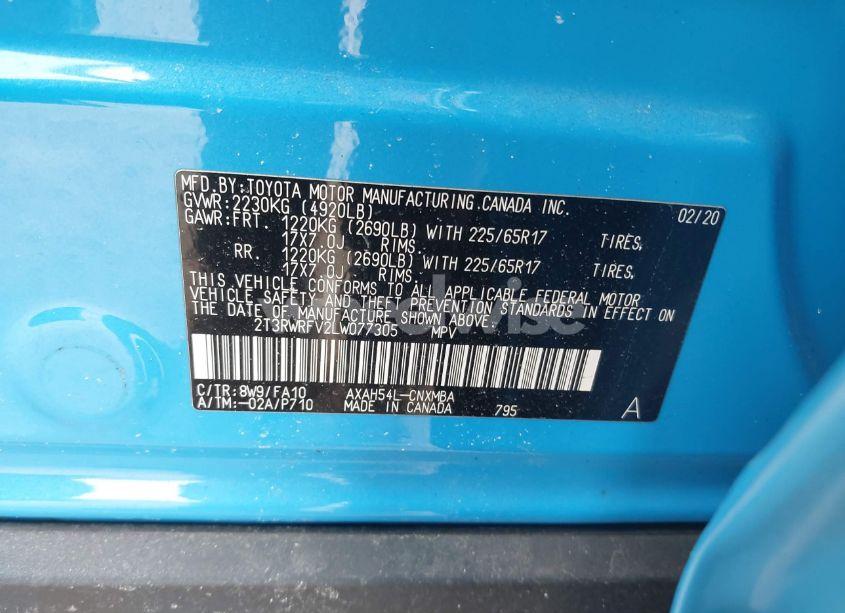 MFD.BY:TOYOTA MOTOR MANUFACTURING.CANADA INC.
GVWR:2230KG (4920LB) 02/20
GAWR:FRT. 1220KG (2690LB) WITH 225/65R17 TIRES,
17X7.0J RIMS
RR. 1220KG (2690LB) WITH 225/65R17 TIRES,
17X7.0J RIMS.
THIS VEHICLE CONFORMS TO ALL APPLICABLE FEDERAL MOTOR
VEHICLE SAFETY AND THEFT PREVENTION STANDARDS IN EFFECT ON
THE DATE OF MANUFACTURE SHOWN ABOVE.
2T3RWRFV2LW077305 MPV
C/TR:8W9/FA10 AXAH54L-CNXMBA
A/TM:-02A/P710 MADE IN CANADA 795 A